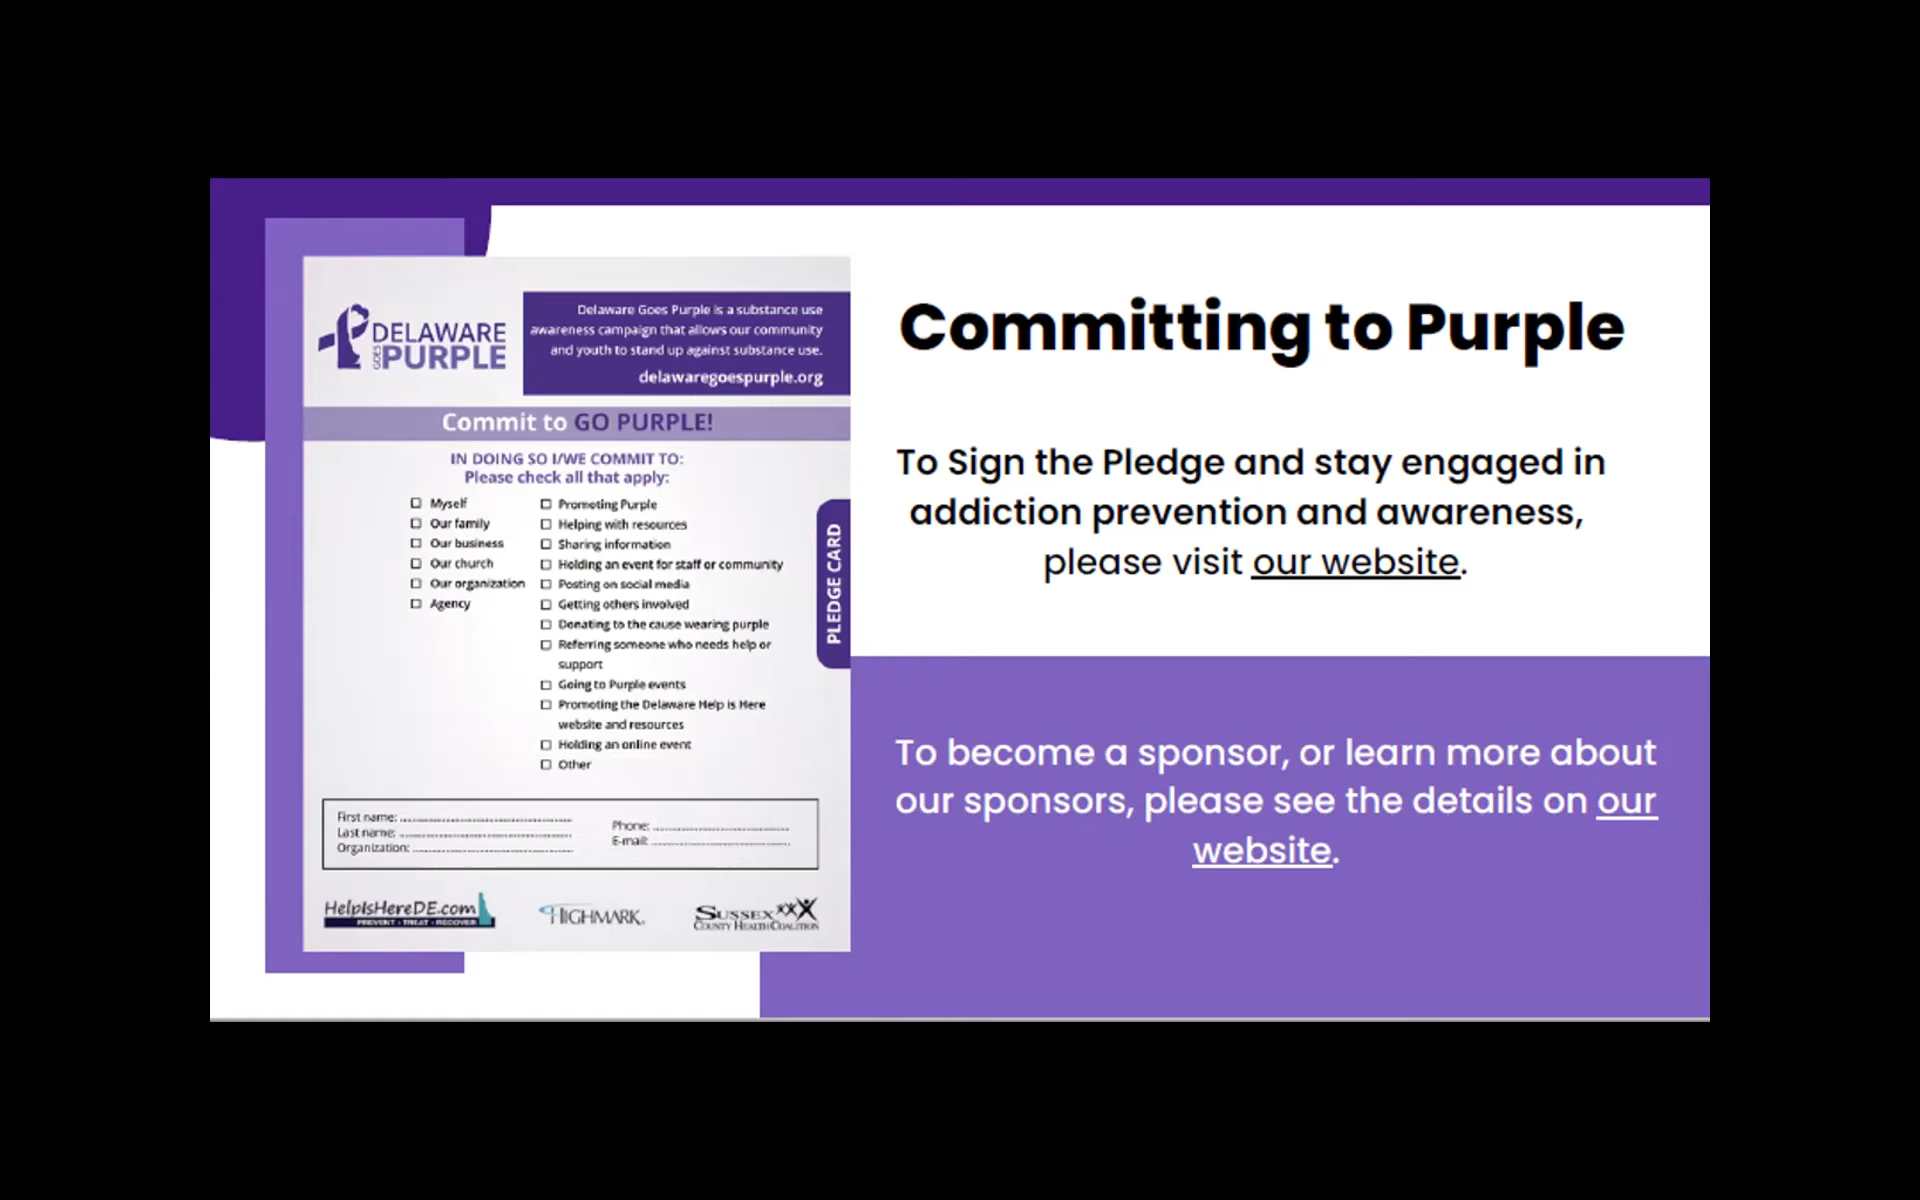 DELAWARE
GOES PURPLE
Delaware Goes Purple is a substance use
awareness campaign that allows our community
and youth to stand up against substance use.
delawaregoespurple.org
Commit to GO PURPLE!
IN DOING SO I/WE COMMIT TO:
Please check all that apply:
Myself
Our family
Our business
Our church
Our organization
Agency
Promoting Purple
Helping with resources
Sharing information
Holding an event for staff or community
Posting on social media
Getting others involved
Donating to the cause wearing purple
Referring someone who needs help or
support
Going to Purple events
Promoting the Delaware Help is Here
website and resources
Holding an online event
Other
PLEDGE CARD
First name:
Last name:
Organization:
Phone:
E-mail:
HelpIsHereDE.com
PREVENT • TREAT • RECOVER
HIGHMARK
SUSSEX
COUNTY HEALTH COALITION
Committing to Purple
To Sign the Pledge and stay engaged in
addiction prevention and awareness,
please visit our website.
To become a sponsor, or learn more about
our sponsors, please see the details on our
website.